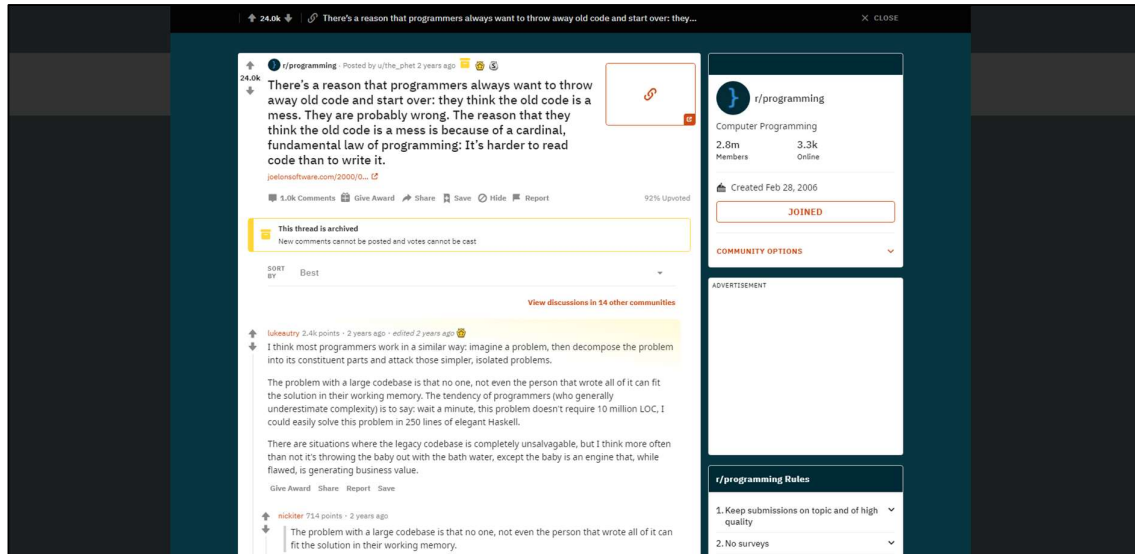 24.0k There's a reason that programmers always want to throw away old code and start over: they...
CLOSE
r/programming · Posted by u/the_phet 2 years ago
24.0k
There's a reason that programmers always want to throw
away old code and start over: they think the old code is a
mess. They are probably wrong. The reason that they
think the old code is a mess is because of a cardinal,
fundamental law of programming: It's harder to read
code than to write it.
joelonsoftware.com/2000/0...
1.0k Comments Give Award Share Save Hide Report 92% Upvoted
This thread is archived
New comments cannot be posted and votes cannot be cast
SORT
BY
Best
View discussions in 14 other communities
lukeautry 2.4k points · 2 years ago · edited 2 years ago
I think most programmers work in a similar way: imagine a problem, then decompose the problem
into its constituent parts and attack those simpler, isolated problems.
The problem with a large codebase is that no one, not even the person that wrote all of it can fit
the solution in their working memory. The tendency of programmers (who generally
underestimate complexity) is to say: wait a minute, this problem doesn't require 10 million LOC, I
could easily solve this problem in 250 lines of elegant Haskell.
There are situations where the legacy codebase is completely unsalvagable, but I think more often
than not it's throwing the baby out with the bath water, except the baby is an engine that, while
flawed, is generating business value.
Give Award Share Report Save
nickiter 714 points · 2 years ago
The problem with a large codebase is that no one, not even the person that wrote all of it can
fit the solution in their working memory.
r/programming
Computer Programming
2.8m 3.3k
Members Online
Created Feb 28, 2006
JOINED
COMMUNITY OPTIONS
ADVERTISEMENT
r/programming Rules
1. Keep submissions on topic and of high
quality
2. No surveys